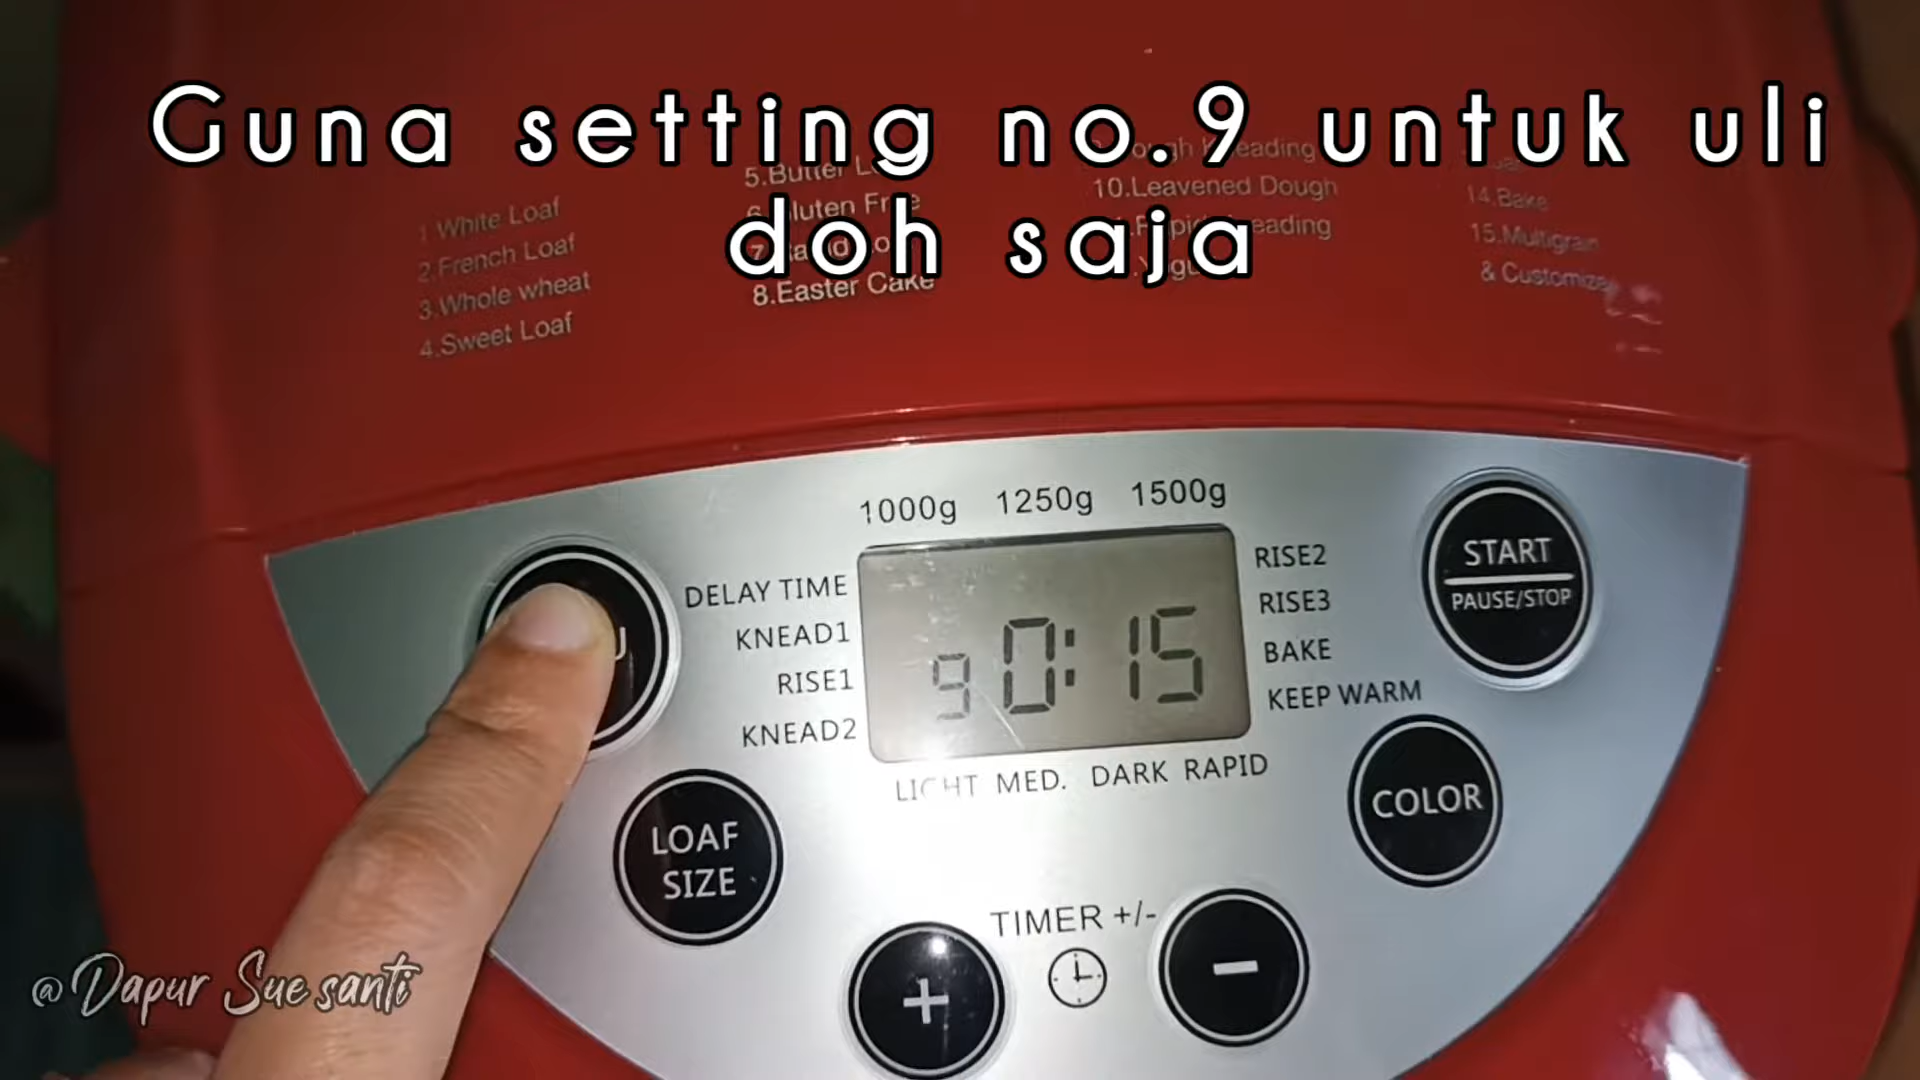 Guna setting no.9 untuk uli
doh saja
1 White Loaf
2.French Loaf
3.Whole wheat
4.Sweet Loaf
5.Butter
8.Easter Cake
10.Leavened Dough
14.Bake
15.Multigrain
& Customize
1000g 1250g 1500g
DELAY TIME
KNEAD1
RISE1
KNEAD2
9 0:15
RISE2
RISE3
BAKE
KEEP WARM
LIGHT MED. DARK RAPID
START
PAUSE/STOP
LOAF
SIZE
COLOR
TIMER +/-
+
-
@Dapur Sue santi